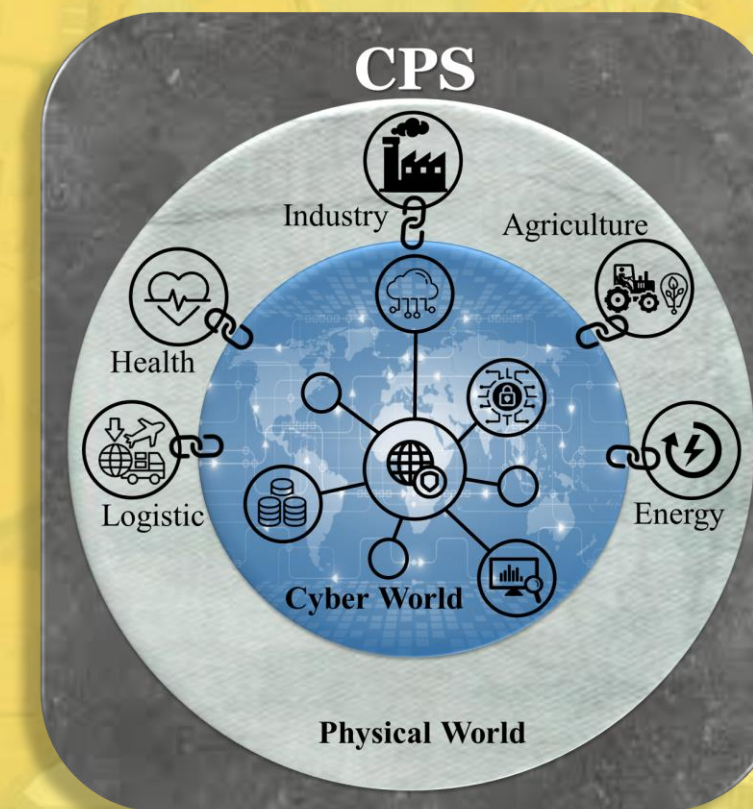 CPS
Industry
Agriculture
Health
Logistic
Energy
Cyber World
Physical World